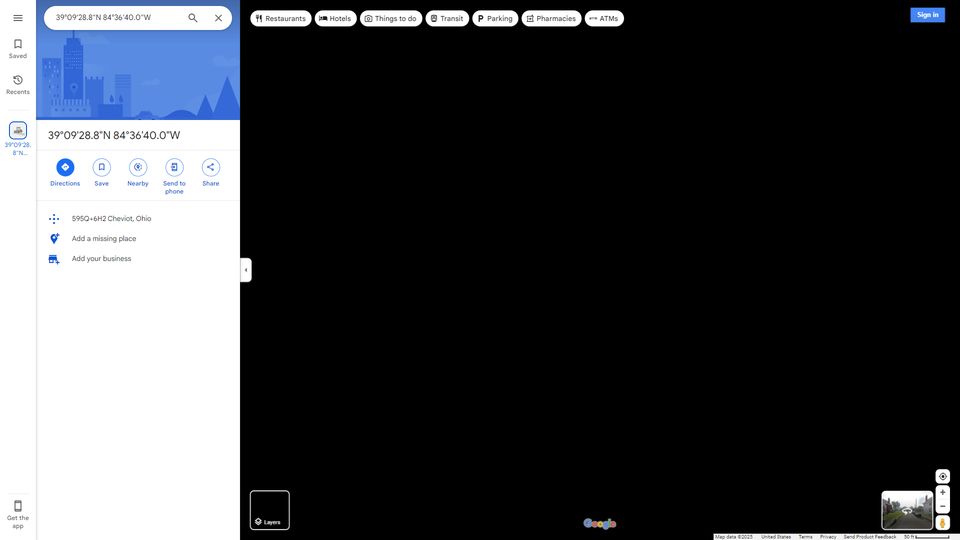 39°09'28.8"N 84°36'40.0"W
Restaurants
Hotels
Things to do
Transit
Parking
Pharmacies
ATMs
Sign in
Saved
Recents
39°09'28.
8"N...
39°09'28.8"N 84°36'40.0"W
Directions
Save
Nearby
Send to
phone
Share
595Q+6H2 Cheviot, Ohio
Add a missing place
Add your business
Get the
app
Layers
Google
Map data ©2025 United States Terms Privacy Send Product Feedback 50 ft